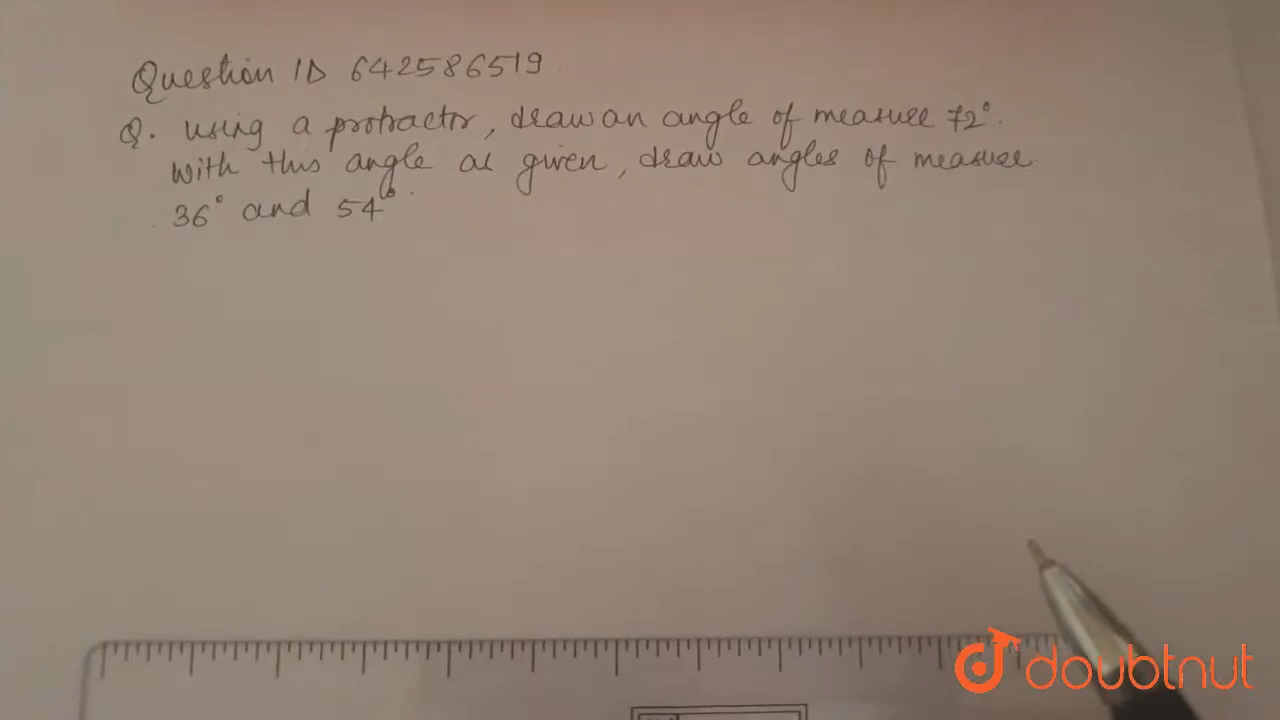 Question ID 642586519.
Q. using a protractor, draw an angle of measure 72°.
With this angle as given, draw angles of measure
36° and 54°.
doubtnut